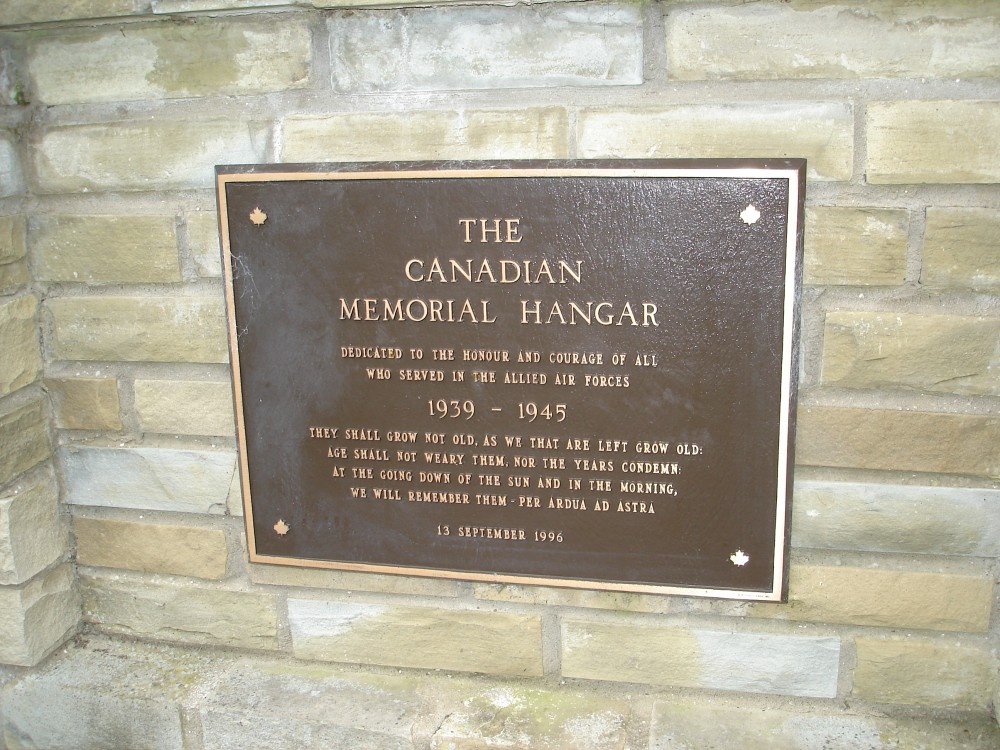 THE
CANADIAN
MEMORIAL HANGAR
DEDICATED TO THE HONOUR AND COURAGE OF ALL
WHO SERVED IN THE ALLIED AIR FORCES
1939 - 1945
THEY SHALL GROW NOT OLD, AS WE THAT ARE LEFT GROW OLD:
AGE SHALL NOT WEARY THEM, NOR THE YEARS CONDEMN:
AT THE GOING DOWN OF THE SUN AND IN THE MORNING,
WE WILL REMEMBER THEM - PER ARDUA AD ASTRA
13 SEPTEMBER 1996